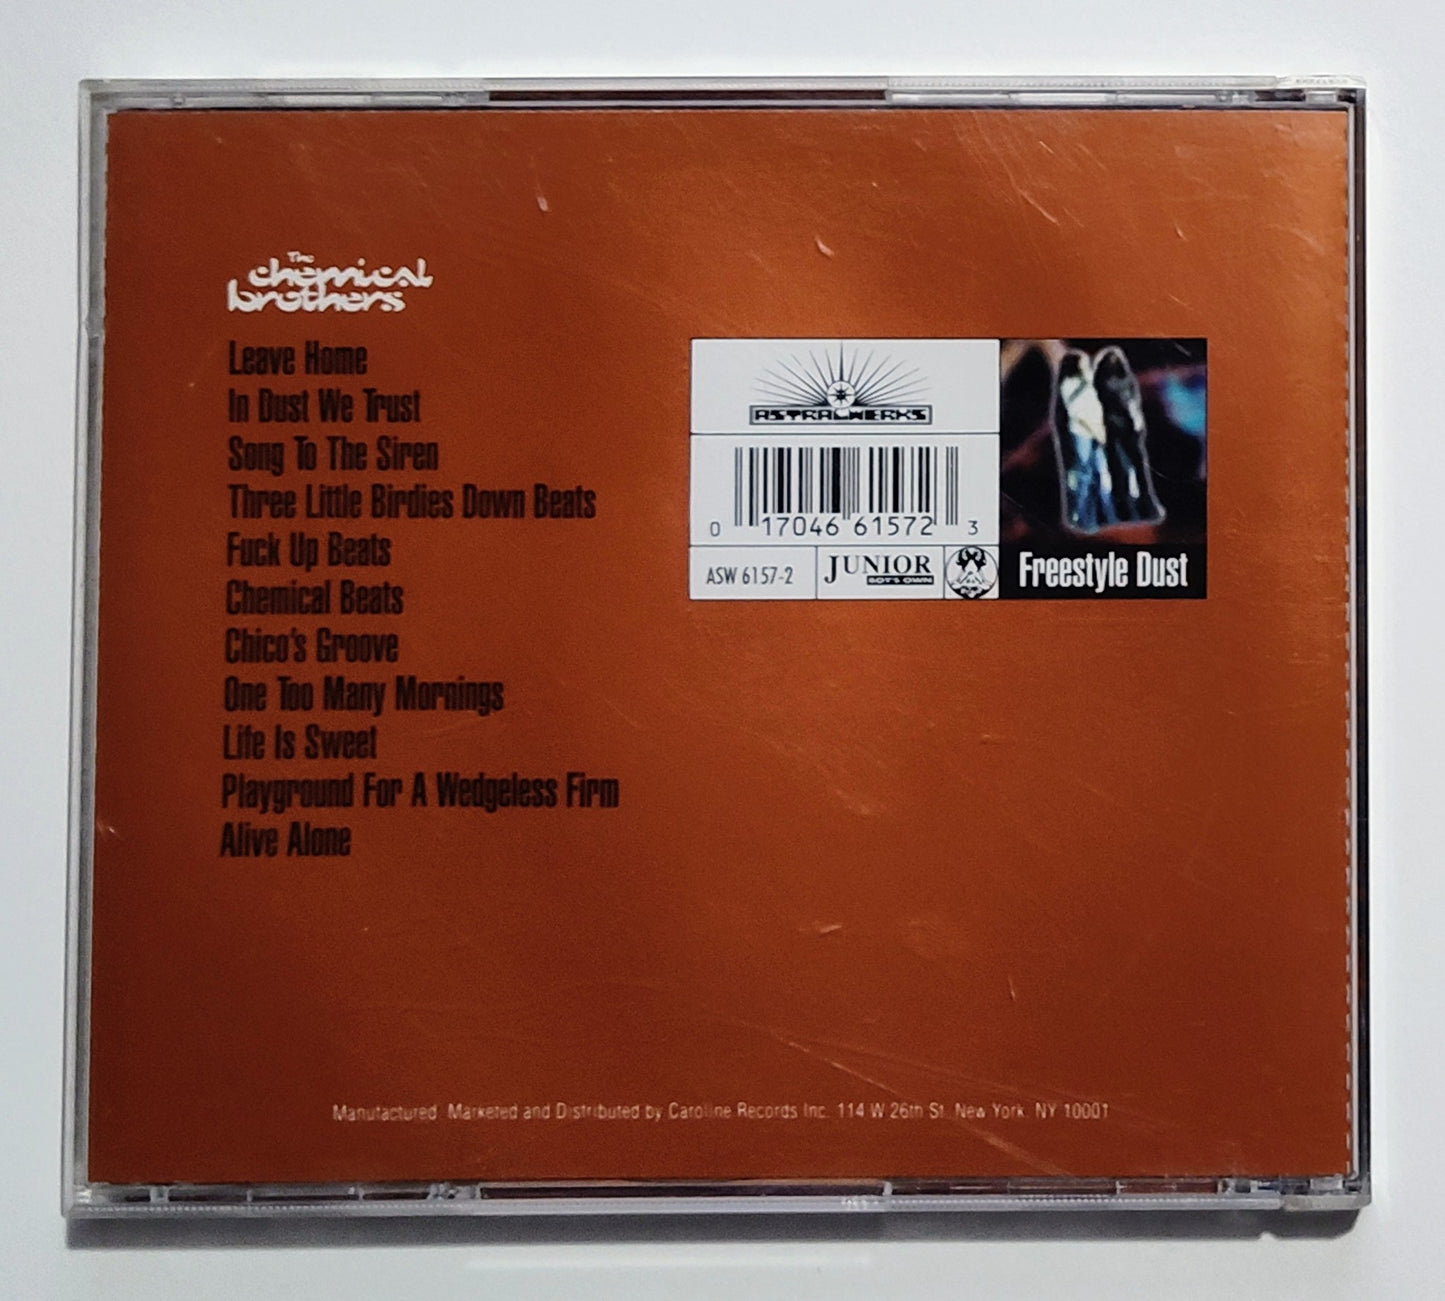 The
chemical
brothers
Leave Home
In Dust We Trust
Song To The Siren
Three Little Birdies Down Beats
Fuck Up Beats
Chemical Beats
Chico's Groove
One Too Many Mornings
Life Is Sweet
Playground For A Wedgeless Firm
Alive Alone
ASTRALWERKS
0 17046 61572 3
ASW 6157-2
JUNIOR
BOY'S OWN
Freestyle Dust
Manufactured, Marketed and Distributed by Caroline Records Inc. 114 W 26th St. New York, NY 10001